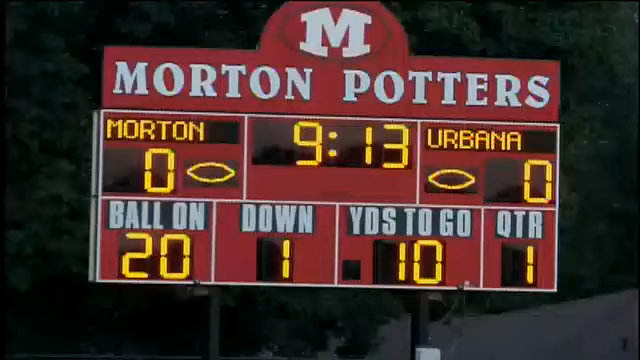 M
MORTON POTTERS
MORTON 9:13 URBANA
0 0
BALL ON DOWN YDS TO GO QTR
20 1 10 1